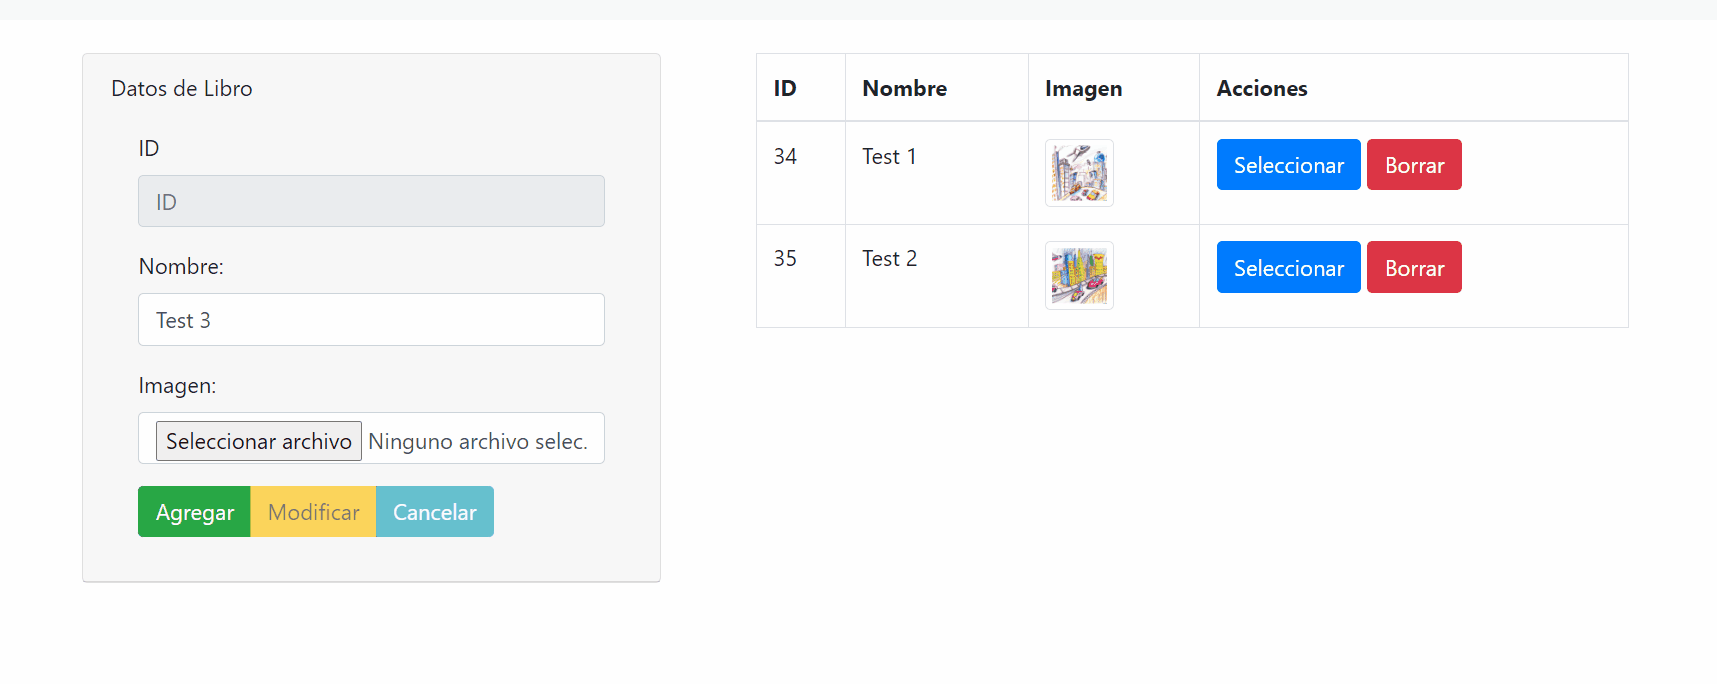 Datos de Libro
ID
ID
Nombre:
Test 3
Imagen:
Seleccionar archivo Ninguno archivo selec.
Agregar Modificar Cancelar
ID Nombre Imagen Acciones
34 Test 1 Seleccionar Borrar
35 Test 2 Seleccionar Borrar